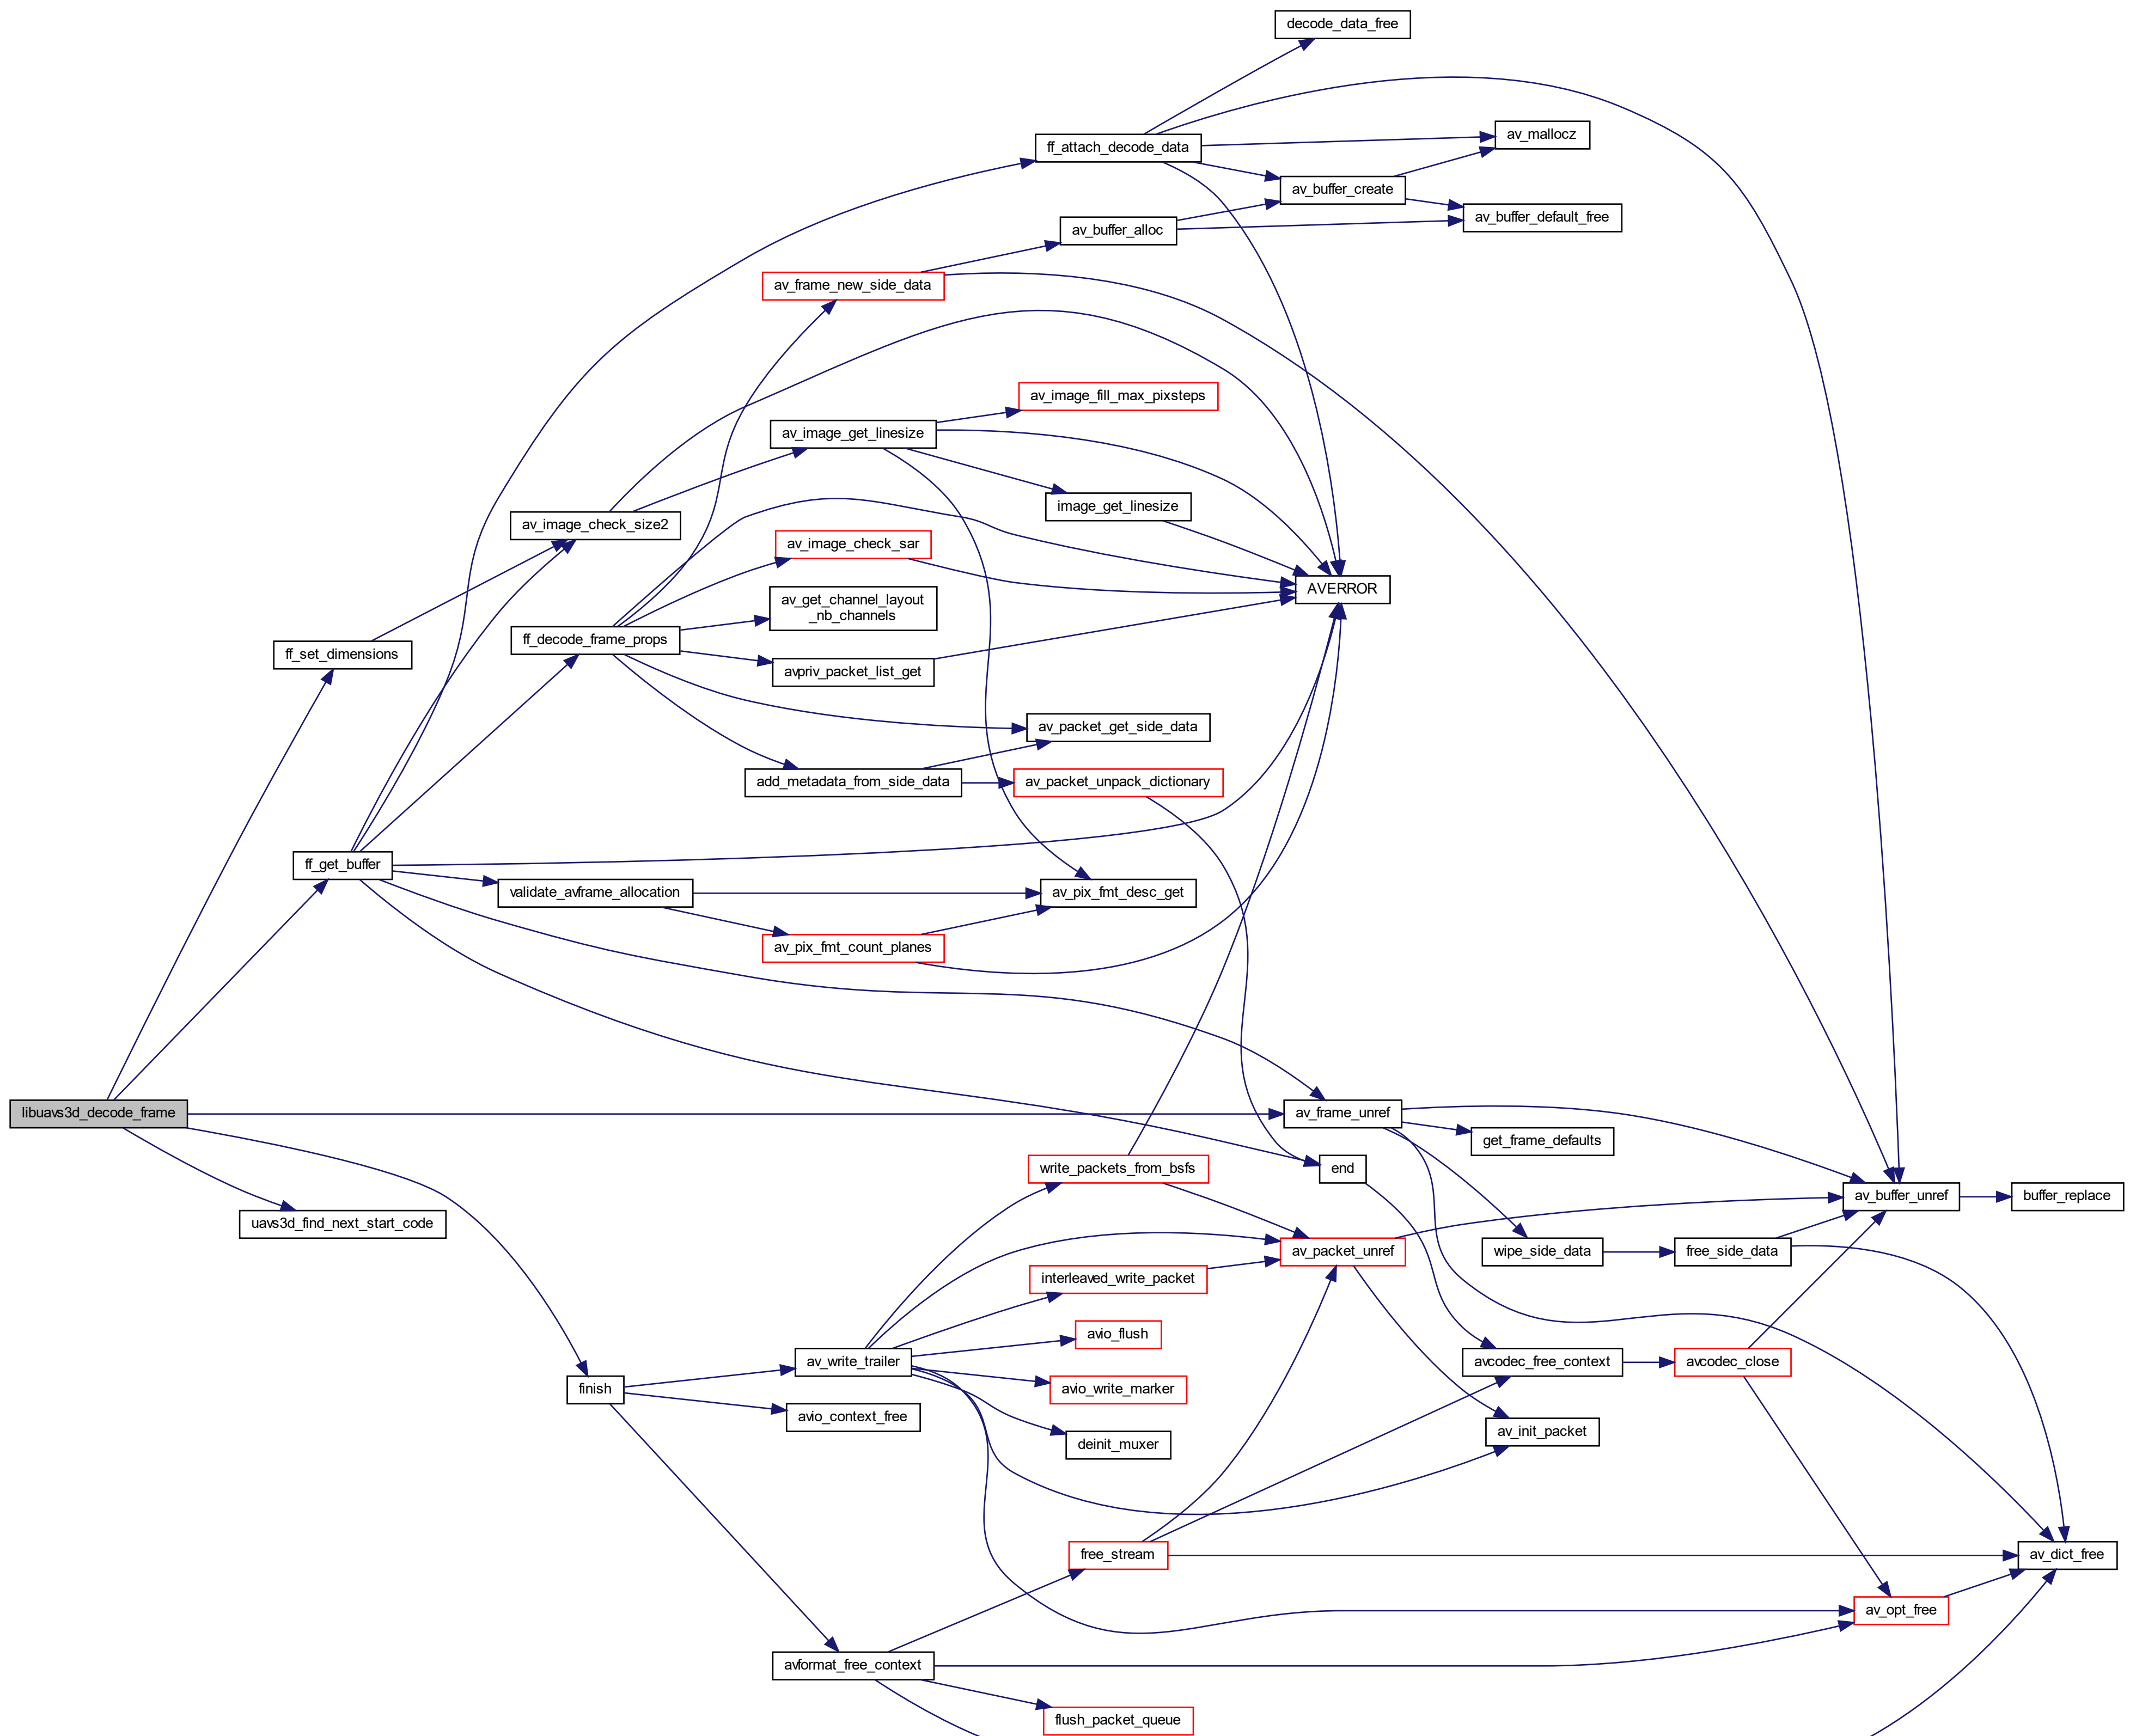 decode_data_free
ff_attach_decode_data
av_mallocz
av_buffer_create
av_buffer_default_free
av_buffer_alloc
av_frame_new_side_data
av_image_fill_max_pixsteps
av_image_get_linesize
image_get_linesize
av_image_check_size2
av_image_check_sar
AVERROR
av_get_channel_layout
_nb_channels
ff_decode_frame_props
ff_set_dimensions
avpriv_packet_list_get
av_packet_get_side_data
add_metadata_from_side_data
av_packet_unpack_dictionary
ff_get_buffer
validate_avframe_allocation
av_pix_fmt_desc_get
av_pix_fmt_count_planes
libuavs3d_decode_frame
av_frame_unref
get_frame_defaults
write_packets_from_bsfs
end
av_buffer_unref
buffer_replace
uavs3d_find_next_start_code
av_packet_unref
wipe_side_data
free_side_data
interleaved_write_packet
avio_flush
av_write_trailer
avcodec_free_context
avcodec_close
finish
avio_write_marker
avio_context_free
deinit_muxer
av_init_packet
free_stream
av_dict_free
av_opt_free
avformat_free_context
flush_packet_queue